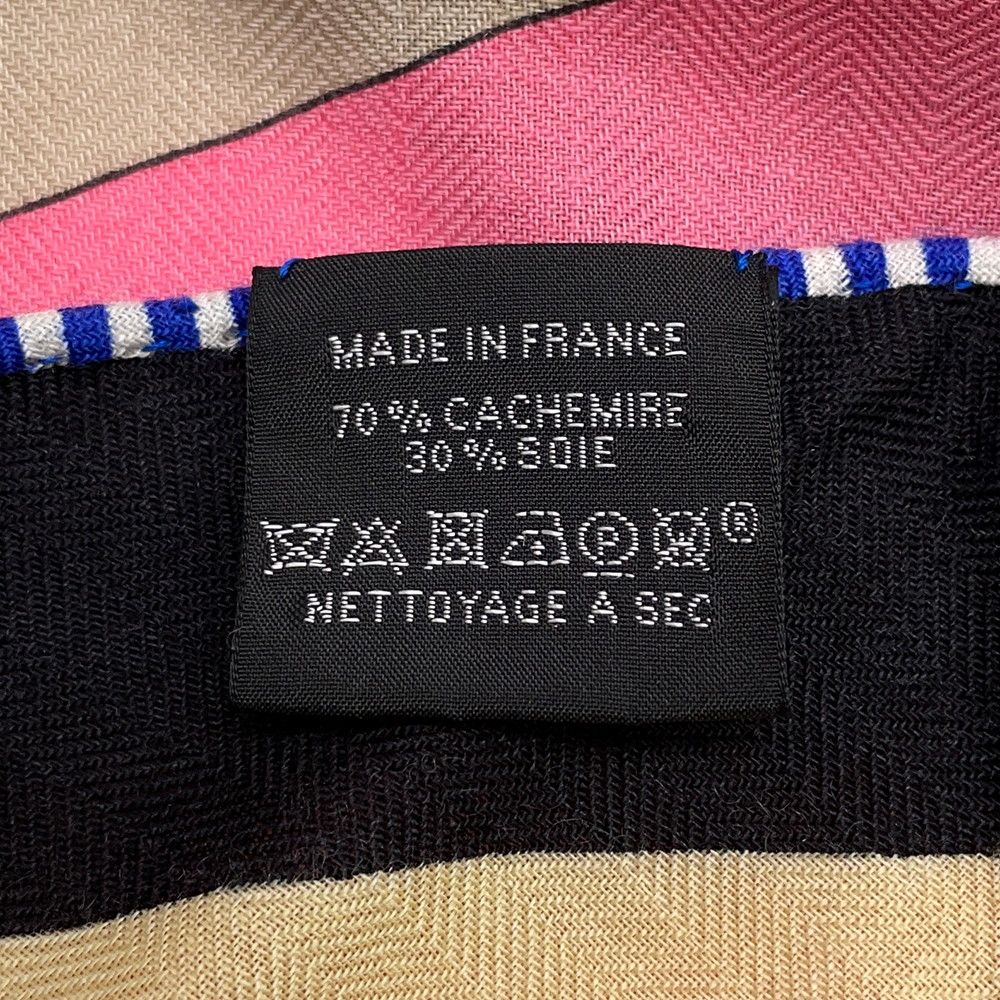 MADE IN FRANCE
70 % CACHEMIRE
30 % SOIE
P ®
NETTOYAGE A SEC